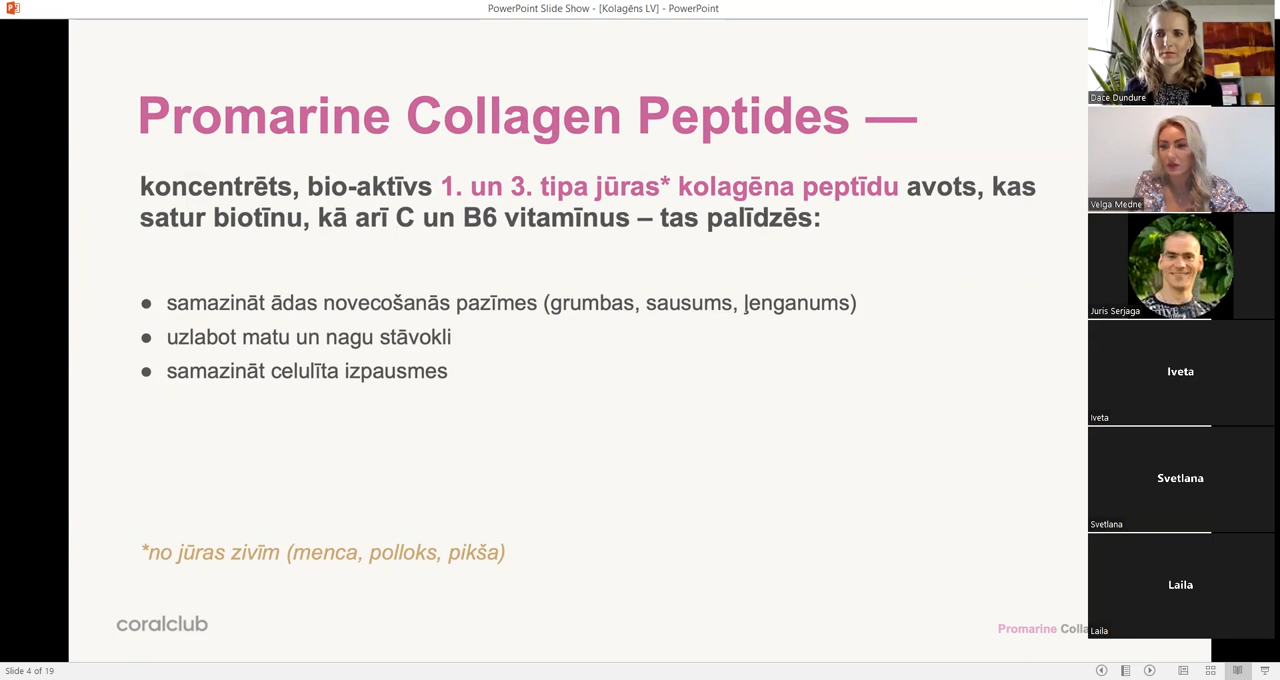 PowerPoint Slide Show - [Kolagēns LV] - PowerPoint
Promarine Collagen Peptides —
koncentrēts, bio-aktīvs 1. un 3. tipa jūras* kolagēna peptīdu avots, kas
satur biotīnu, kā arī C un B6 vitamīnus – tas palīdzēs:
● samazināt ādas novecošanās pazīmes (grumbas, sausums, ļenganums)
● uzlabot matu un nagu stāvokli
● samazināt celulīta izpausmes
*no jūras zivīm (menca, polloks, pikša)
coralclub
Promarine Colla
Slide 4 of 19
Dace Dundure
Velga Medne
Juris Serjaga
Iveta
Iveta
Svetlana
Svetlana
Laila
Laila